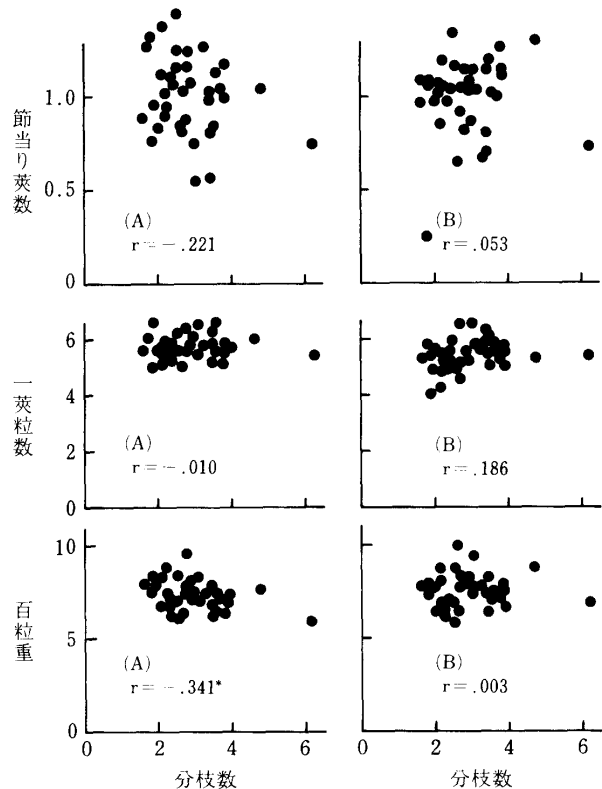 節当り莢数
1.0
0.5
0
(A)
r = -.221
(B)
r = .053
一莢粒数
6
4
2
0
(A)
r = -.010
(B)
r = .186
百粒重
10
5
0
(A)
r = -.341*
(B)
r = .003
0 2 4 6
2 4 6
分枝数
分枝数